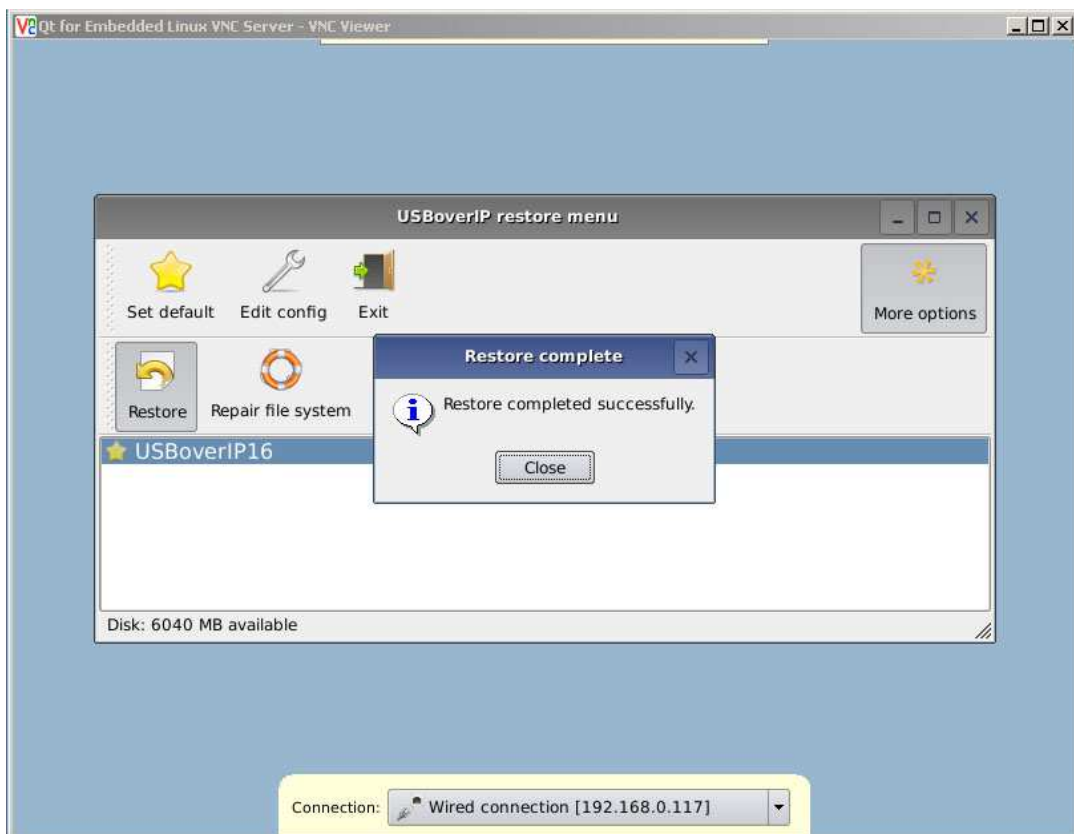 Qt for Embedded Linux VNC Server - VNC Viewer
USBoverIP restore menu
Set default
Edit config
Exit
More options
Restore
Repair file system
Restore complete
Restore completed successfully.
Close
USBoverIP16
Disk: 6040 MB available
Connection:
Wired connection [192.168.0.117]